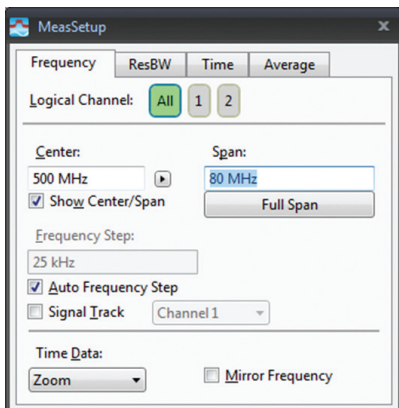 MeasSetup
Frequency ResBW Time Average
Logical Channel: All 1 2
Center: Span:
500 MHz 80 MHz
Show Center/Span Full Span
Frequency Step:
25 kHz
Auto Frequency Step
Signal Track Channel 1
Time Data:
Zoom Mirror Frequency